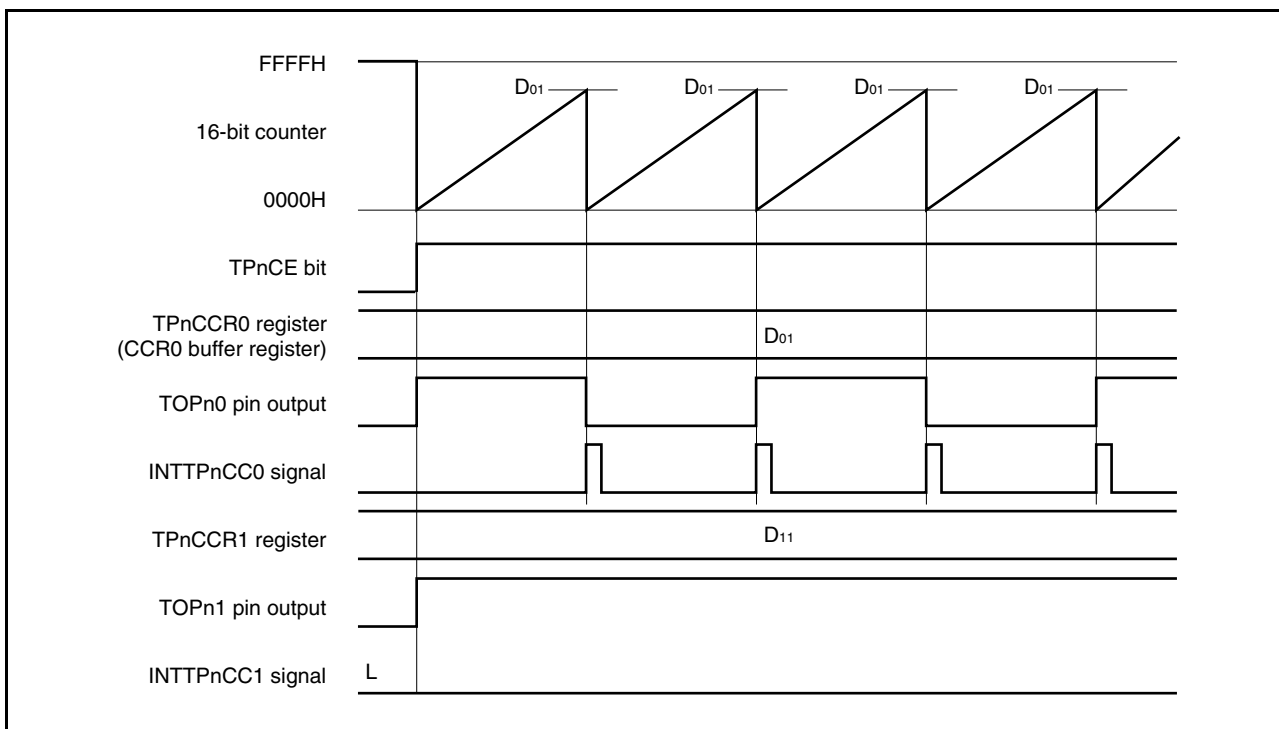 FFFFH
D01 D01 D01 D01
16-bit counter
0000H
TPnCE bit
TPnCCR0 register
(CCR0 buffer register)
D01
TOPn0 pin output
INTTPnCC0 signal
TPnCCR1 register
D11
TOPn1 pin output
INTTPnCC1 signal
L